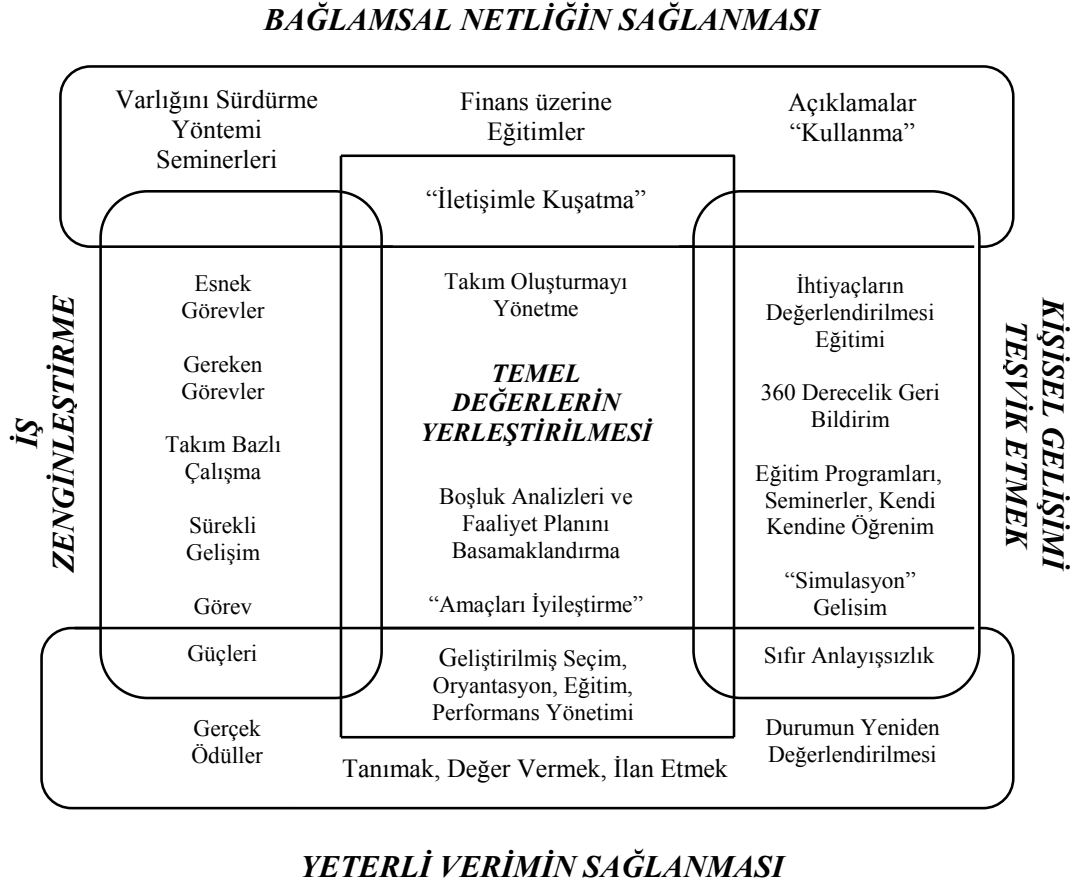 BAĞLAMSAL NETLİĞİN SAĞLANMASI
Varlığını Sürdürme
Yöntemi
Seminerleri
Finans üzerine
Eğitimler
Açıklamalar
“Kullanma”
“İletişimle Kuşatma”
İŞ
ZENGİNLEŞTİRME
Esnek
Görevler
Gereken
Görevler
Takım Bazlı
Çalışma
Sürekli
Gelişim
Görev
Güçleri
Gerçek
Ödüller
Takım Oluşturmayı
Yönetme
TEMEL
DEĞERLERİN
YERLEŞTİRİLMESİ
Boşluk Analizleri ve
Faaliyet Planını
Basamaklandırma
“Amaçları İyileştirme”
Geliştirilmiş Seçim,
Oryantasyon, Eğitim,
Performans Yönetimi
Tanımak, Değer Vermek, İlan Etmek
İhtiyaçların
Değerlendirilmesi
Eğitimi
360 Derecelik Geri
Bildirim
Eğitim Programları,
Seminerler, Kendi
Kendine Öğrenim
“Simulasyon”
Gelisim
Sıfır Anlayışsızlık
Durumun Yeniden
Değerlendirilmesi
KİŞİSEL GELİŞİMİ
TEŞVİK ETMEK
YETERLİ VERİMİN SAĞLANMASI